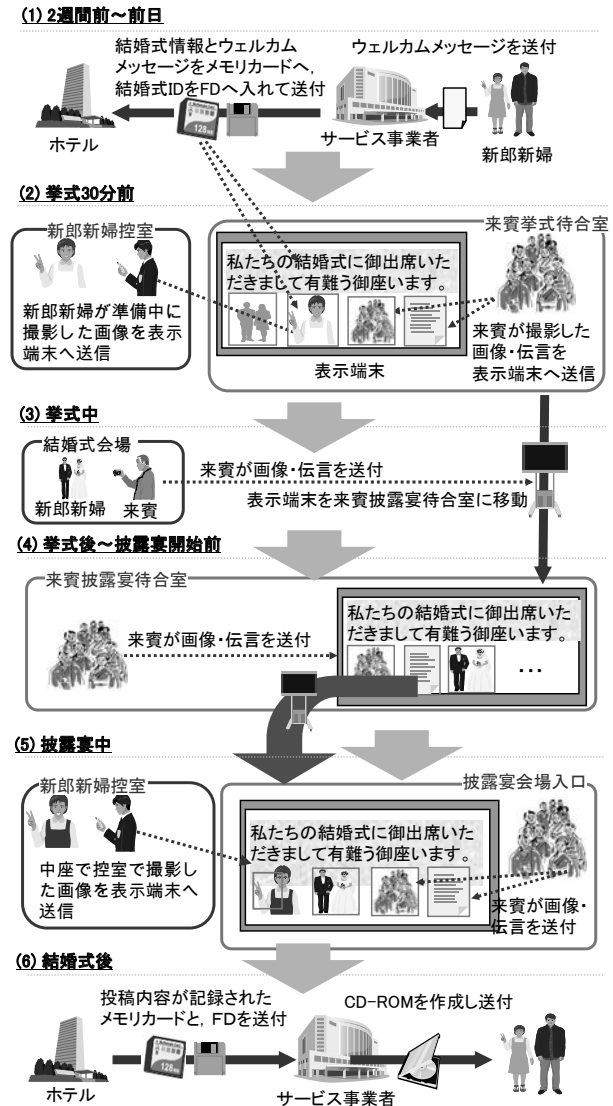 (1) 2週間前~前日
結婚式情報とウェルカム
メッセージをメモリカードへ,
結婚式IDをFDへ入れて送付
ウェルカムメッセージを送付
128MB
ホテル
サービス事業者
新郎新婦
(2) 挙式30分前
新郎新婦控室
新郎新婦が準備中に
撮影した画像を表示
端末へ送信
来賓挙式待合室
私たちの結婚式に御出席いた
だきまして有難う御座います。
表示端末
来賓が撮影した
画像・伝言を
表示端末へ送信
(3) 挙式中
結婚式会場
新郎新婦
来賓
来賓が画像・伝言を送付
表示端末を来賓披露宴待合室に移動
(4) 挙式後~披露宴開始前
来賓披露宴待合室
来賓が画像・伝言を送付
私たちの結婚式に御出席いた
だきまして有難う御座います。
...
(5) 披露宴中
新郎新婦控室
中座で控室で撮影し
た画像を表示端末へ
送信
披露宴会場入口
私たちの結婚式に御出席いた
だきまして有難う御座います。
来賓が画像・
伝言を送付
(6) 結婚式後
投稿内容が記録された
メモリカードと, FDを送付
CD-ROMを作成し送付
128MB
ホテル
サービス事業者